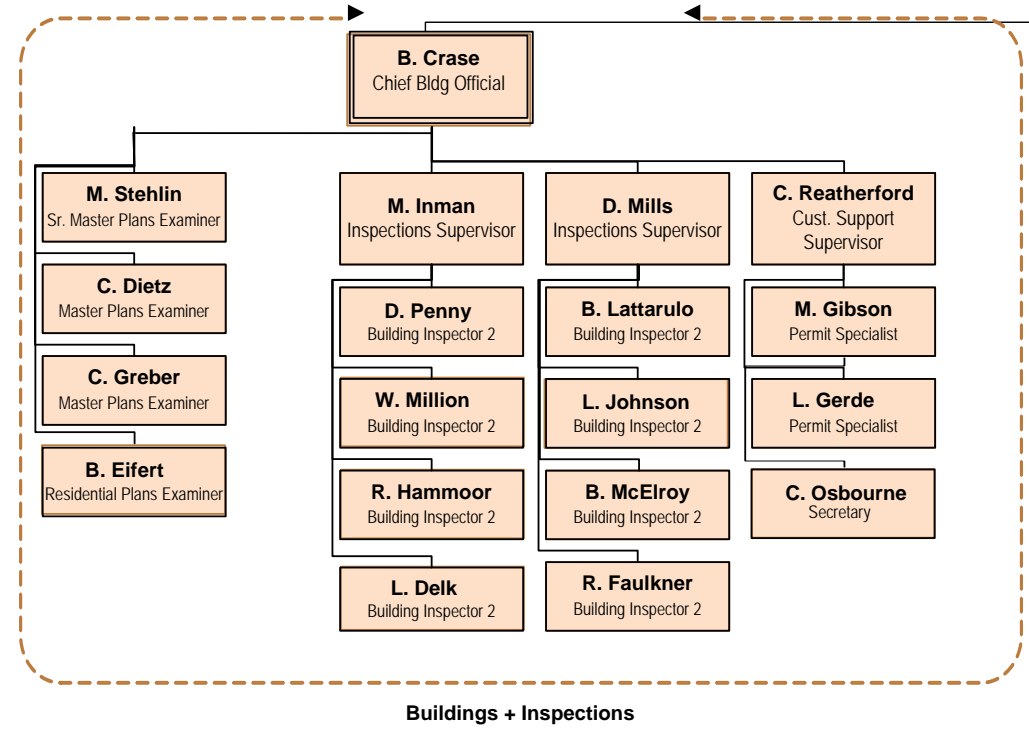 B. Crase
Chief Bldg Official
M. Stehlin
Sr. Master Plans Examiner
C. Dietz
Master Plans Examiner
C. Greber
Master Plans Examiner
B. Eifert
Residential Plans Examiner
M. Inman
Inspections Supervisor
D. Penny
Building Inspector 2
W. Million
Building Inspector 2
R. Hammoor
Building Inspector 2
L. Delk
Building Inspector 2
D. Mills
Inspections Supervisor
B. Lattarulo
Building Inspector 2
L. Johnson
Building Inspector 2
B. McElroy
Building Inspector 2
R. Faulkner
Building Inspector 2
C. Reatherford
Cust. Support
Supervisor
M. Gibson
Permit Specialist
L. Gerde
Permit Specialist
C. Osbourne
Secretary
Buildings + Inspections